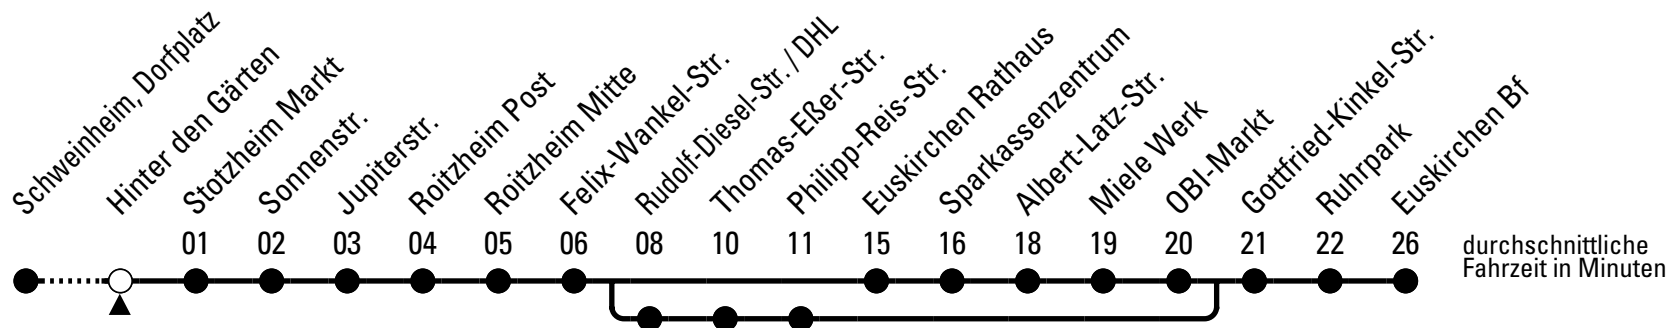 Schweinheim, Dorfplatz
Hinter den Gärten
Stotzheim Markt
Sonnenstr.
Jupiterstr.
Roitzheim Post
Roitzheim Mitte
Felix-Wankel-Str.
Rudolf-Diesel-Str. / DHL
Thomas-Eßer-Str.
Philipp-Reis-Str.
Euskirchen Rathaus
Sparkassenzentrum
Albert-Latz-Str.
Miele Werk
OBI-Markt
Gottfried-Kinkel-Str.
Ruhrpark
Euskirchen Bf
01 02 03 04 05 06 08 10 11 15 16 18 19 20 21 22 26
durchschnittliche
Fahrzeit in Minuten